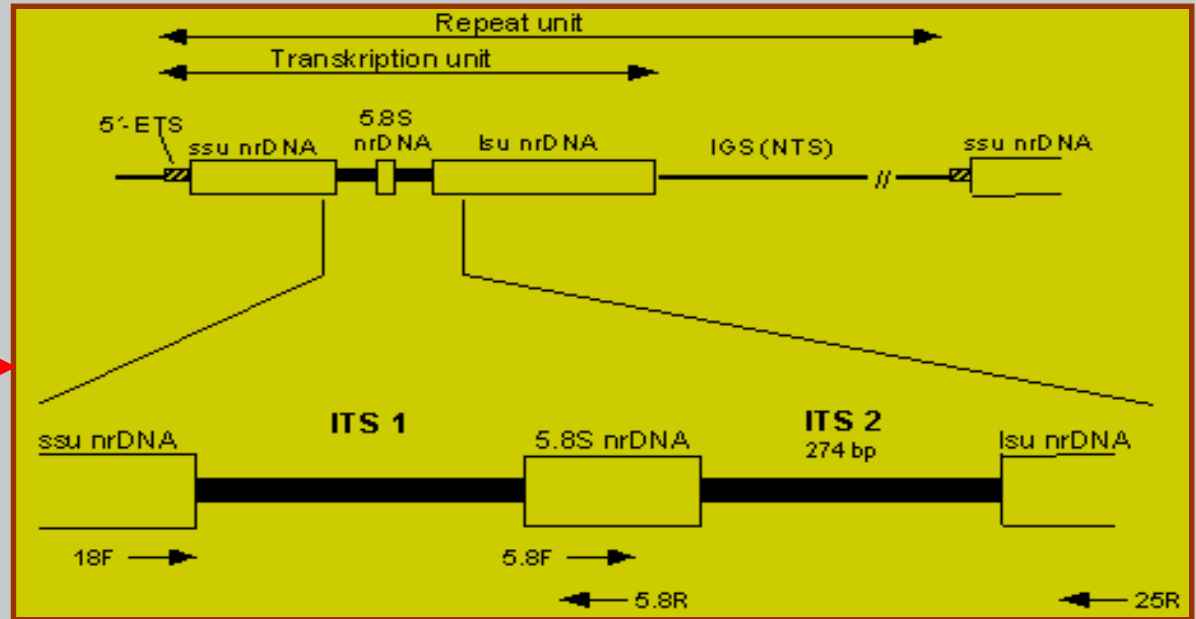 Repeat unit
Transkription unit
5'-ETS
ssu nrDNA
5.8S
nrDNA
lsu nrDNA
IGS(NTS)
//
ssu nrDNA
ITS 1
ITS 2
ssu nrDNA
5.8S nrDNA
274 bp
lsu nrDNA
18F
5.8F
5.8R
25R